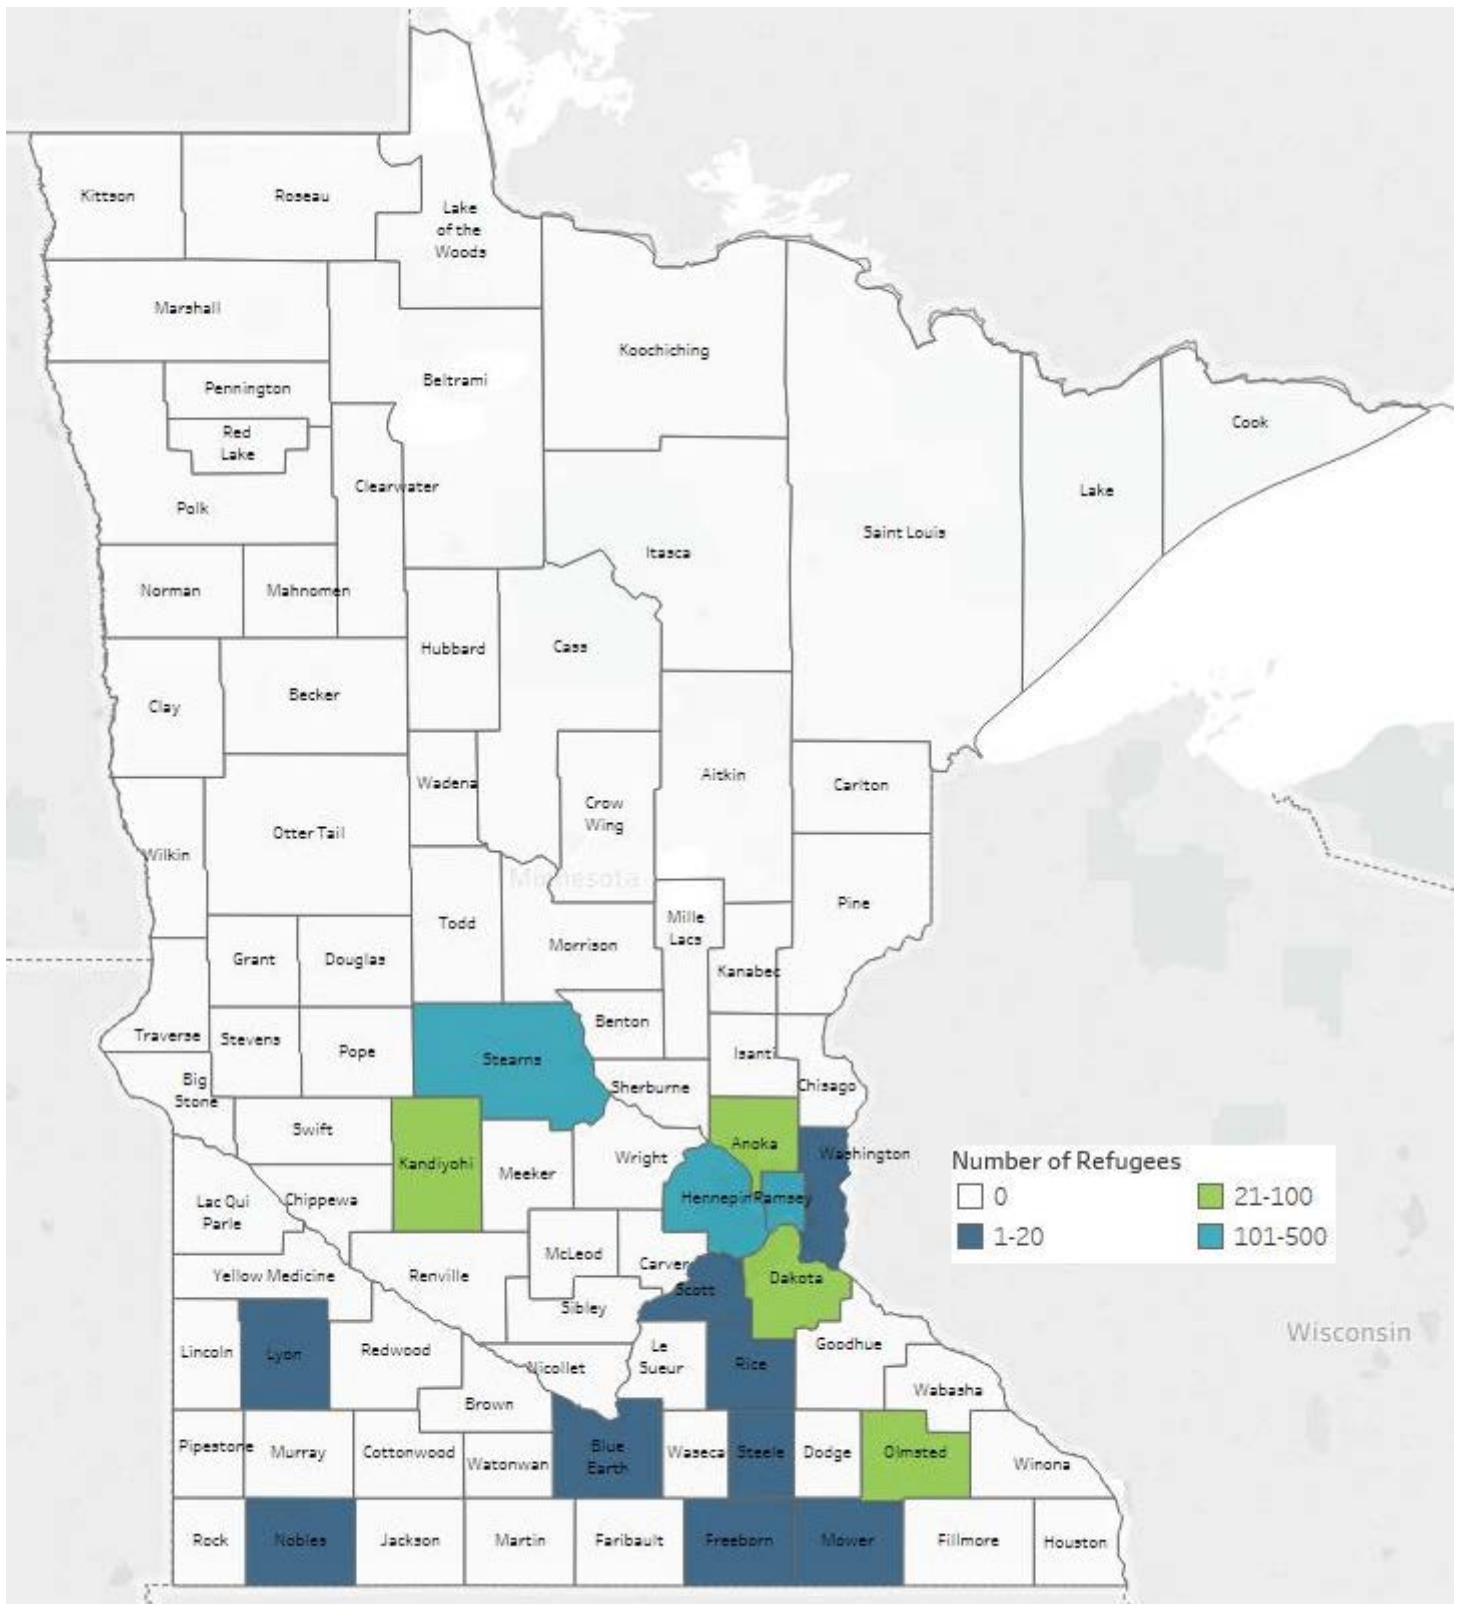 Kittson
Roseau
Lake
of the
Woods
Marshall
Koochiching
Beltrami
Pennington
Red
Lake
Cook
Clearwater
Lake
Polk
Saint Louis
Itasca
Norman
Mahnomen
Hubbard
Cass
Clay
Becker
Wadena
Aitkin
Carlton
Crow
Wing
Otter Tail
Wilkin
Minnesota
Todd
Mille
Lacs
Pine
Morrison
Grant
Douglas
Kanabec
Benton
Traverse
Stevens
Pope
Stearns
Isanti
Big
Stone
Sherburne
Chisago
Swift
Anoka
Washington
Kandiyohi
Wright
Meeker
Lac Qui
Parle
Chippewa
Hennepin
Ramsey
Number of Refugees
0
21-100
1-20
101-500
McLeod
Carver
Yellow Medicine
Renville
Dakota
Scott
Sibley
Wisconsin
Lincoln
Lyon
Redwood
Nicollet
Le
Sueur
Rice
Goodhue
Wabasha
Brown
Pipestone
Murray
Cottonwood
Watonwan
Blue
Earth
Waseca
Steele
Dodge
Olmsted
Winona
Rock
Nobles
Jackson
Martin
Faribault
Freeborn
Mower
Fillmore
Houston